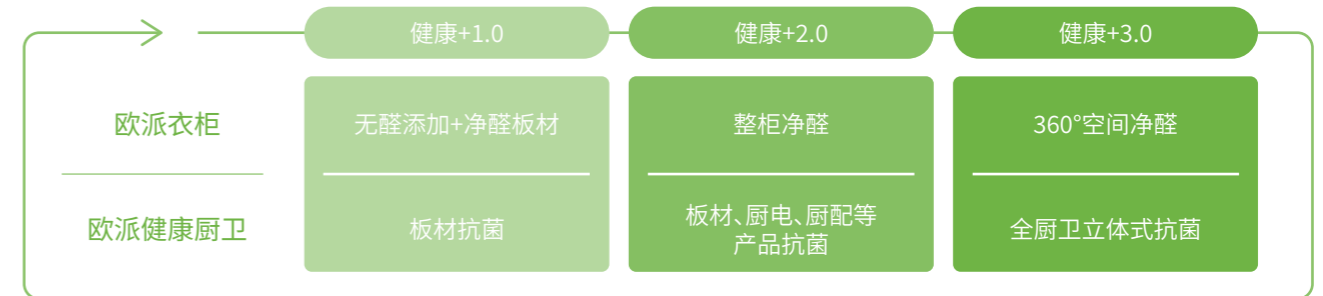 健康+1.0
健康+2.0
健康+3.0
欧派衣柜
无醛添加+净醛板材
整柜净醛
360°空间净醛
欧派健康厨卫
板材抗菌
板材、厨电、厨配等
产品抗菌
全厨卫立体式抗菌